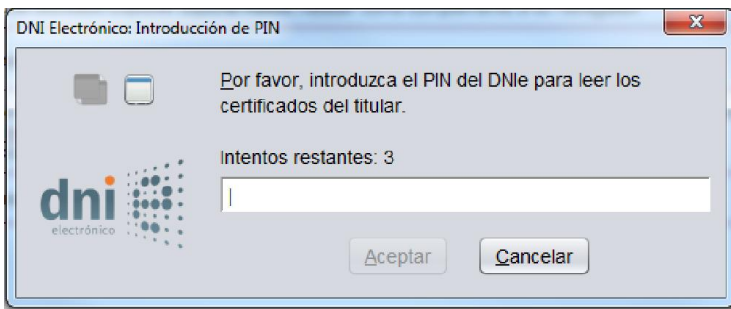 DNI Electrónico: Introducción de PIN
Por favor, introduzca el PIN del DNIe para leer los
certificados del titular.
Intentos restantes: 3
dni
electrónico
Aceptar
Cancelar